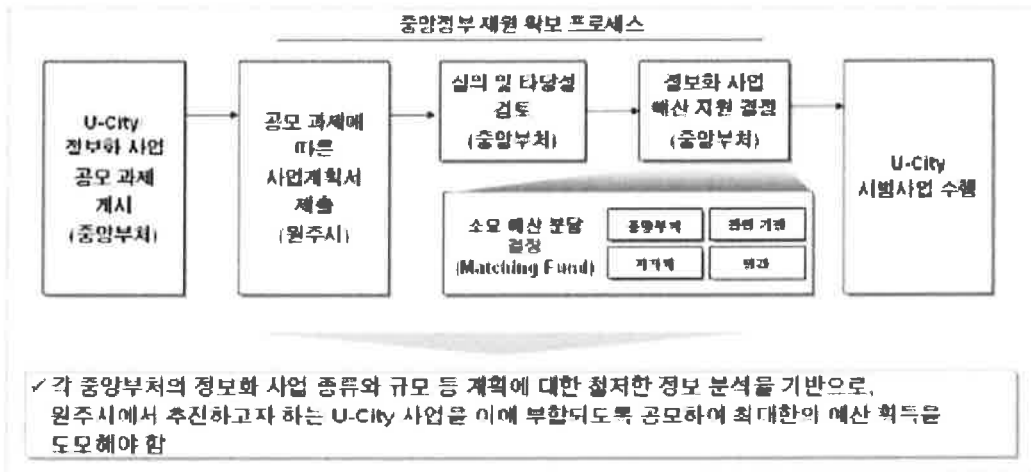 중앙정부 재원 확보 프로세스
U-City
정보화 사업
공모 과제
게시
(중앙부처)
공모 과제에
따른
사업계획서
제출
(원주시)
심의 및 타당성
검토
(중앙부처)
정보화 사업
예산 지원 결정
(중앙부처)
소모 예산 분담
결정
(Matching Fund)
중앙부처
관련 기관
지자체
민간
U-City
시범사업 수행
✓ 각 중앙부처의 정보화 사업 종류와 규모 등 계획에 대한 철저한 정보 분석을 기반으로,
원주시에서 추진하고자 하는 U-City 사업을 이에 부합되도록 공모하여 최대한의 예산 획득을
도모해야 함